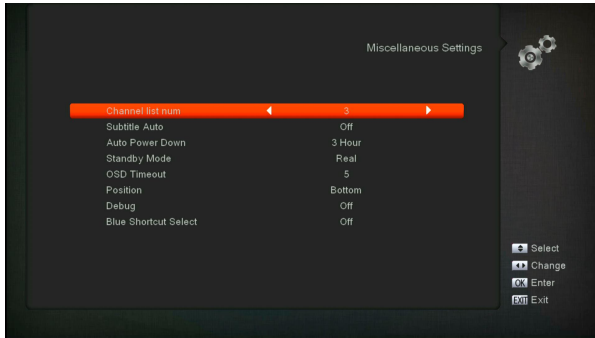 Miscellaneous Settings
Channel list num 3
Subtitle Auto Off
Auto Power Down 3 Hour
Standby Mode Real
OSD Timeout 5
Position Bottom
Debug Off
Blue Shortcut Select Off
Select
Change
OK Enter
EXIT Exit